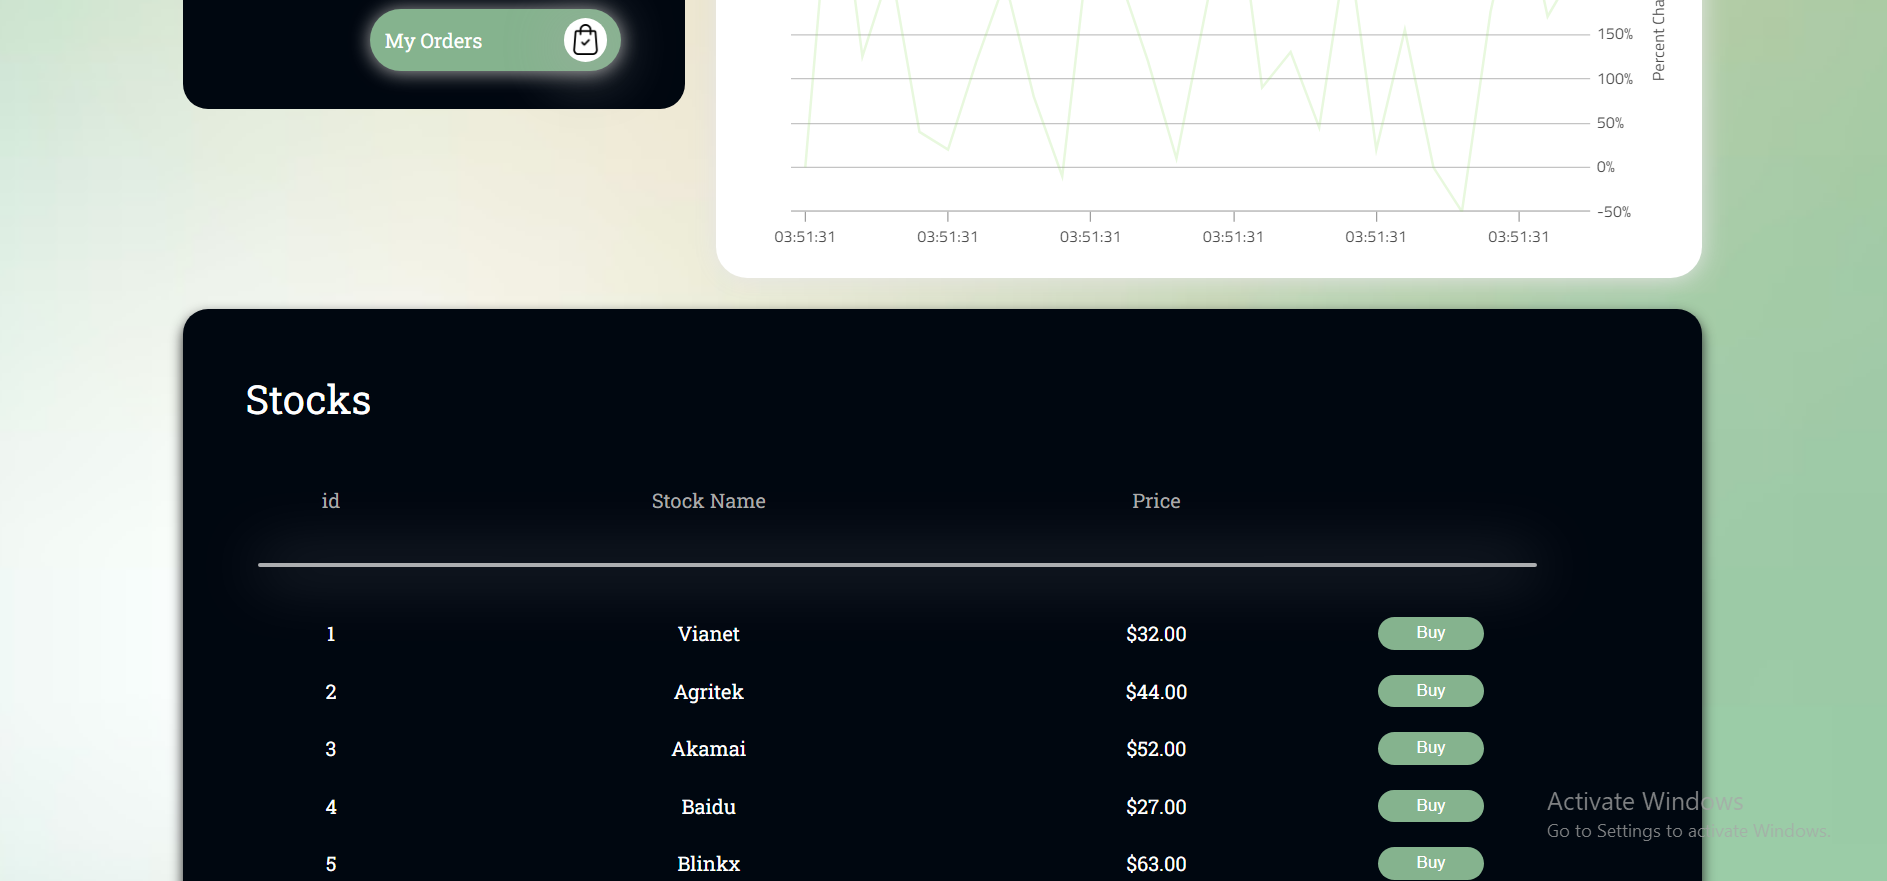 My Orders
150%
100%
50%
0%
-50%
Percent Cha
03:51:31 03:51:31 03:51:31 03:51:31 03:51:31 03:51:31
Stocks
id Stock Name Price
1 Vianet $32.00 Buy
2 Agritek $44.00 Buy
3 Akamai $52.00 Buy
4 Baidu $27.00 Buy
5 Blinkx $63.00 Buy
Activate Windows
Go to Settings to activate Windows.